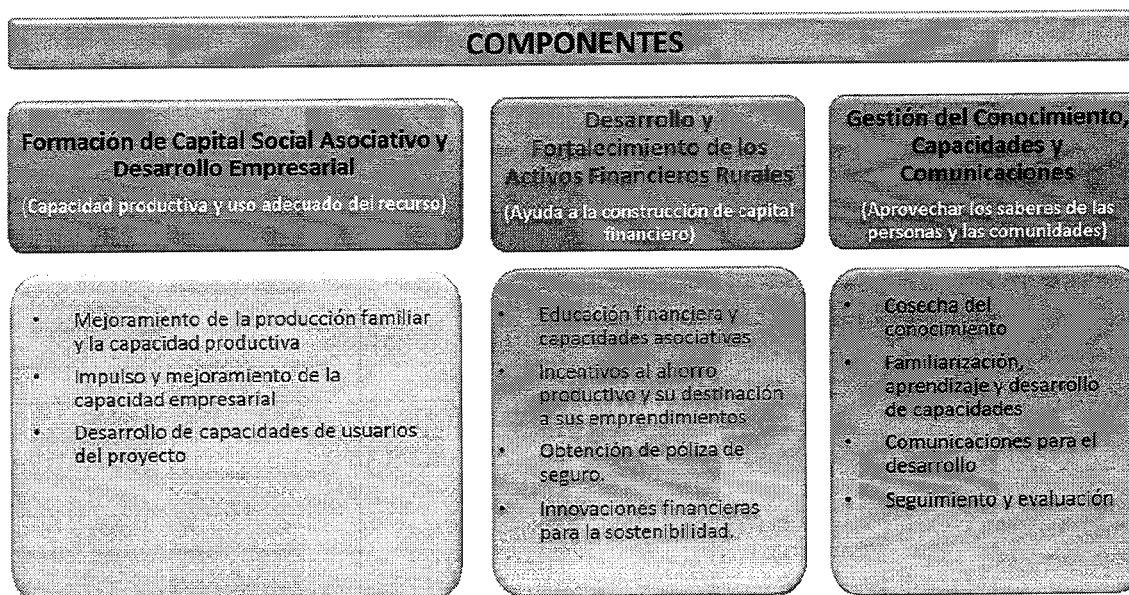 COMPONENTES
Formación de Capital Social Asociativo y
Desarrollo Empresarial
(Capacidad productiva y uso adecuado del recurso)
Desarrollo y
Fortalecimiento de los
Activos Financieros Rurales
(Ayuda a la construcción de capital
financiero)
Gestión del Conocimiento,
Capacidades y
Comunicaciones
(Aprovechar los saberes de las
personas y las comunidades)
• Mejoramiento de la producción familiar
y la capacidad productiva
• Impulso y mejoramiento de la
capacidad empresarial
• Desarrollo de capacidades de usuarios
del proyecto
• Educación financiera y
capacidades asociativas
• Incentivos al ahorro
productivo y su destinación
a sus emprendimientos
• Obtención de póliza de
seguro.
• Innovaciones financieras
para la sostenibilidad.
• Cosecha del
conocimiento
• Familiarización,
aprendizaje y desarrollo
de capacidades
• Comunicaciones para el
desarrollo
• Seguimiento y evaluación